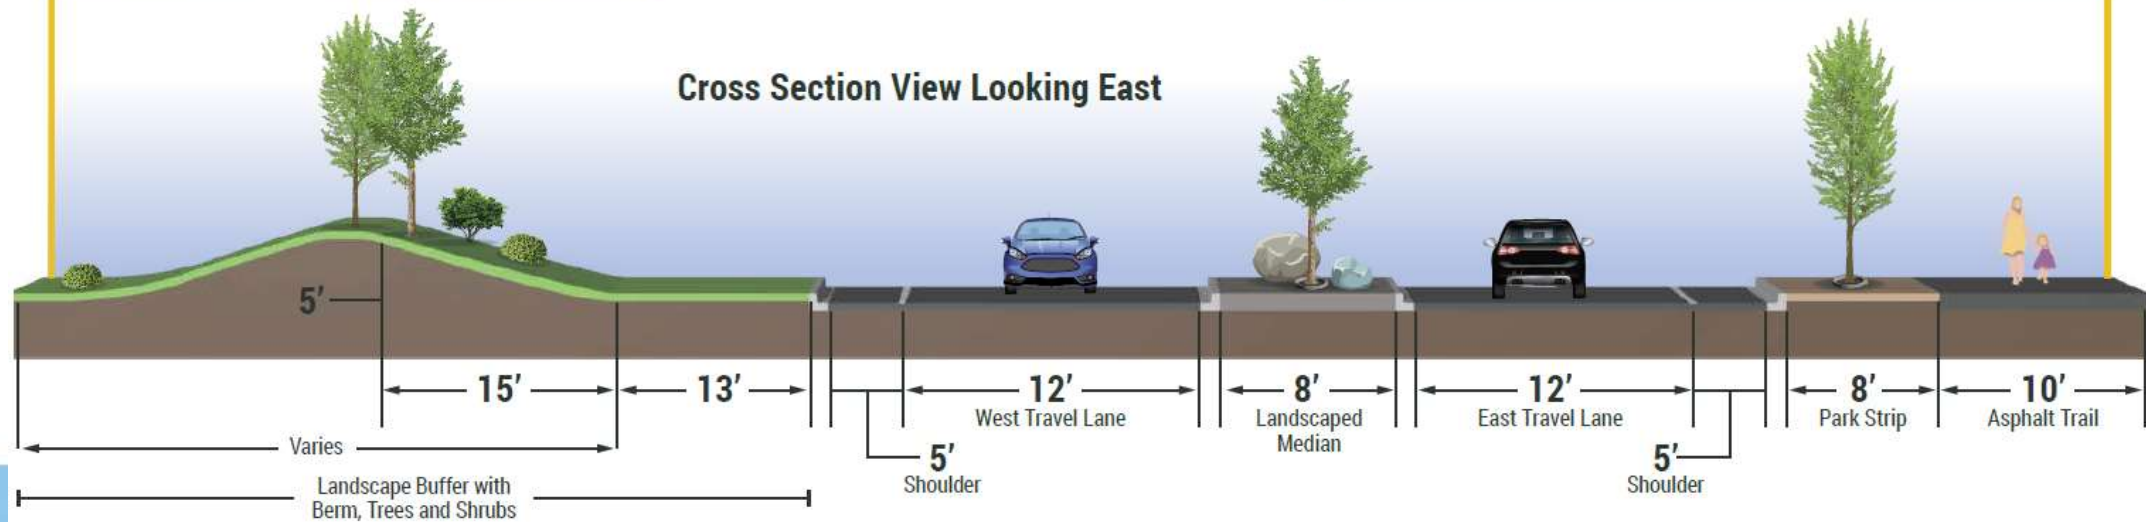 Cross Section View Looking East
5’
15’
13’
12’
West Travel Lane
8’
Landscaped
Median
12’
East Travel Lane
8’
Park Strip
10’
Asphalt Trail
Varies
5’
Shoulder
5’
Shoulder
Landscape Buffer with
Berm, Trees and Shrubs